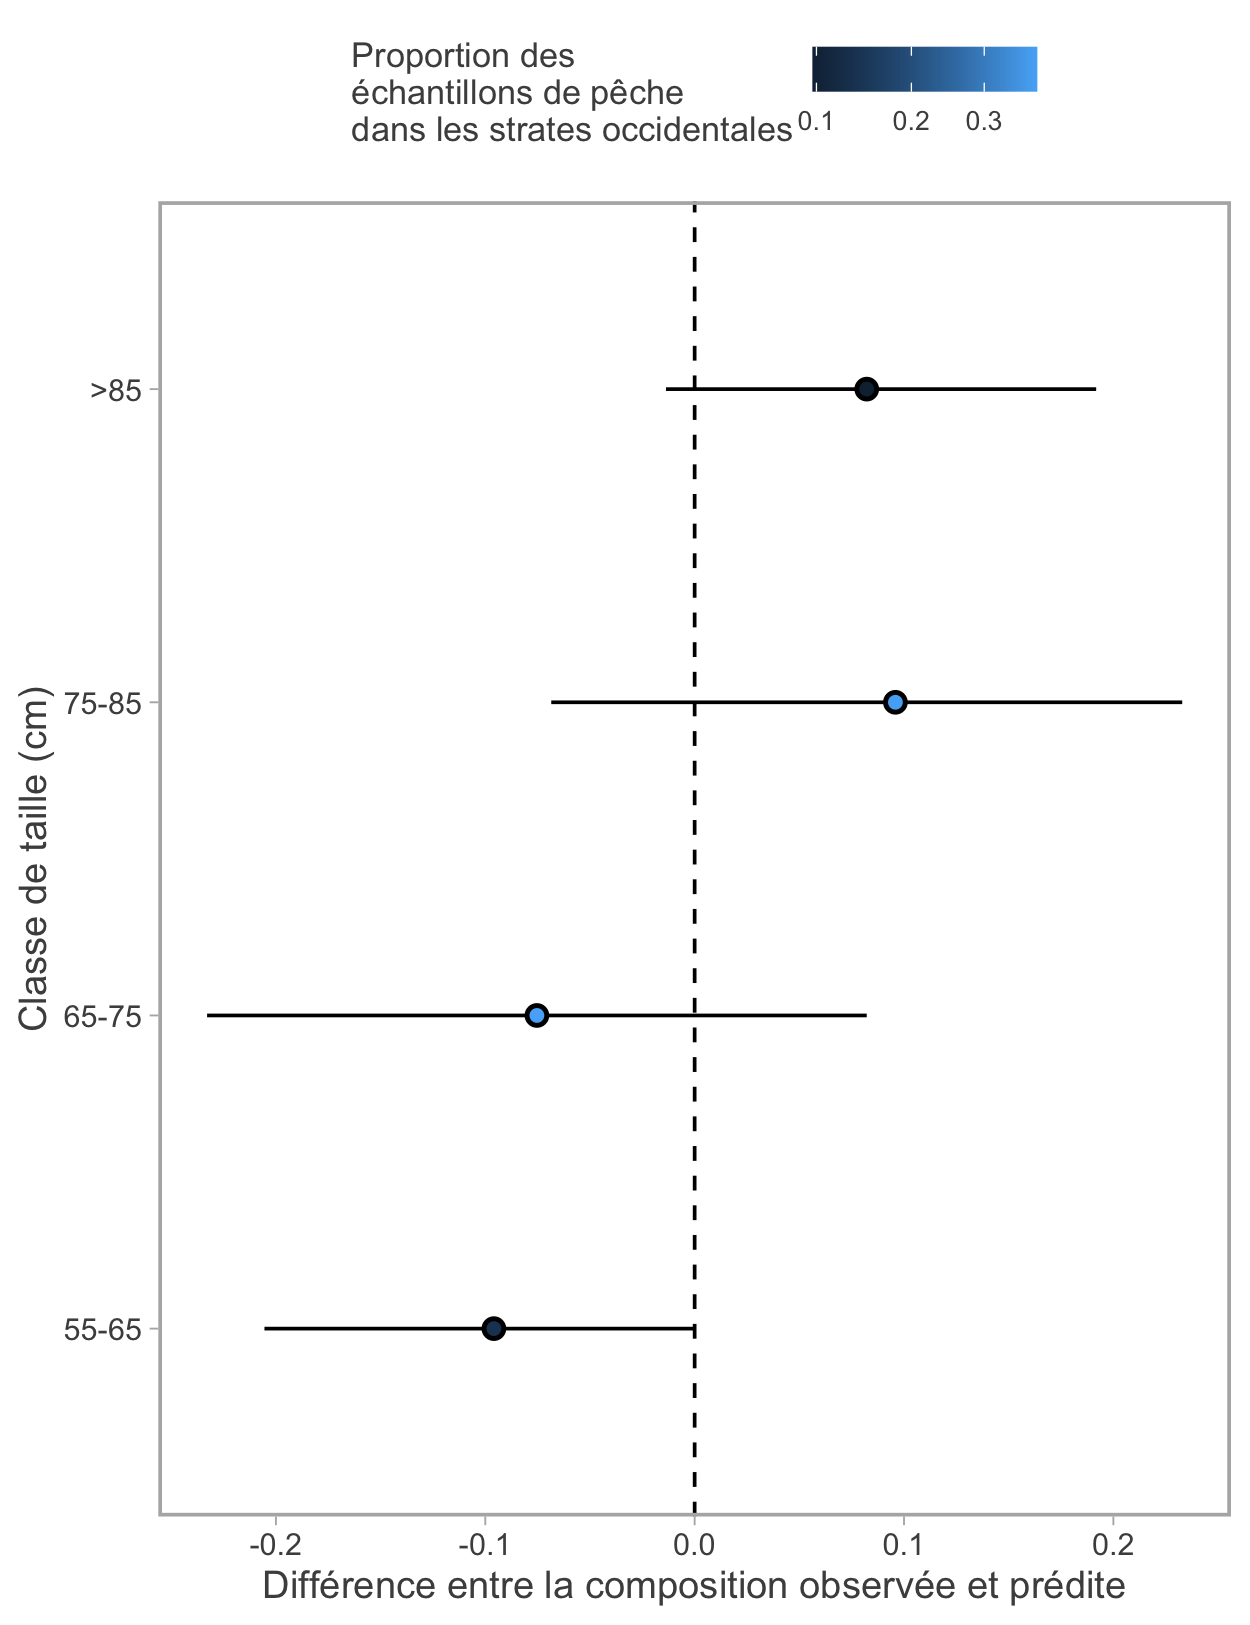 Proportion des
échantillons de pêche
dans les strates occidentales
0.1 0.2 0.3
>85
75-85
65-75
55-65
Classe de taille (cm)
-0.2 -0.1 0.0 0.1 0.2
Différence entre la composition observée et prédite